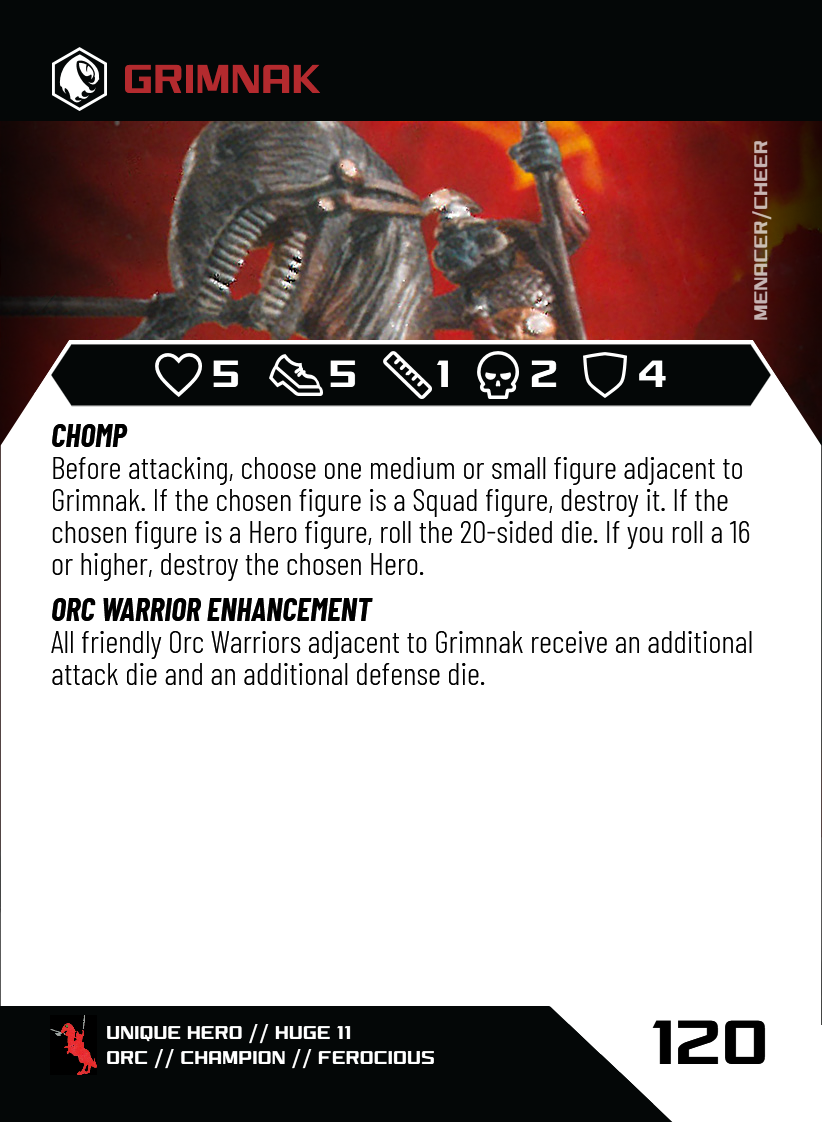 GRIMNAK
MENACER/CHEER
5 5 1 2 4
CHOMP
Before attacking, choose one medium or small figure adjacent to
Grimnak. If the chosen figure is a Squad figure, destroy it. If the
chosen figure is a Hero figure, roll the 20-sided die. If you roll a 16
or higher, destroy the chosen Hero.
ORC WARRIOR ENHANCEMENT
All friendly Orc Warriors adjacent to Grimnak receive an additional
attack die and an additional defense die.
UNIQUE HERO // HUGE 11
ORC // CHAMPION // FEROCIOUS
120